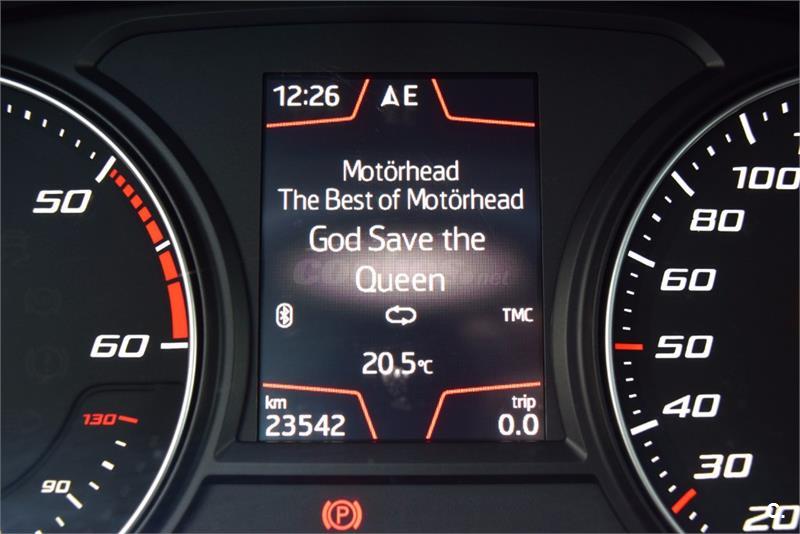 12:26 E
Motörhead
The Best of Motörhead
God Save the
Queen
TMC
20.5°C
km
23542
trip
0.0
50
60
130
90
100
80
60
50
40
30
20
P